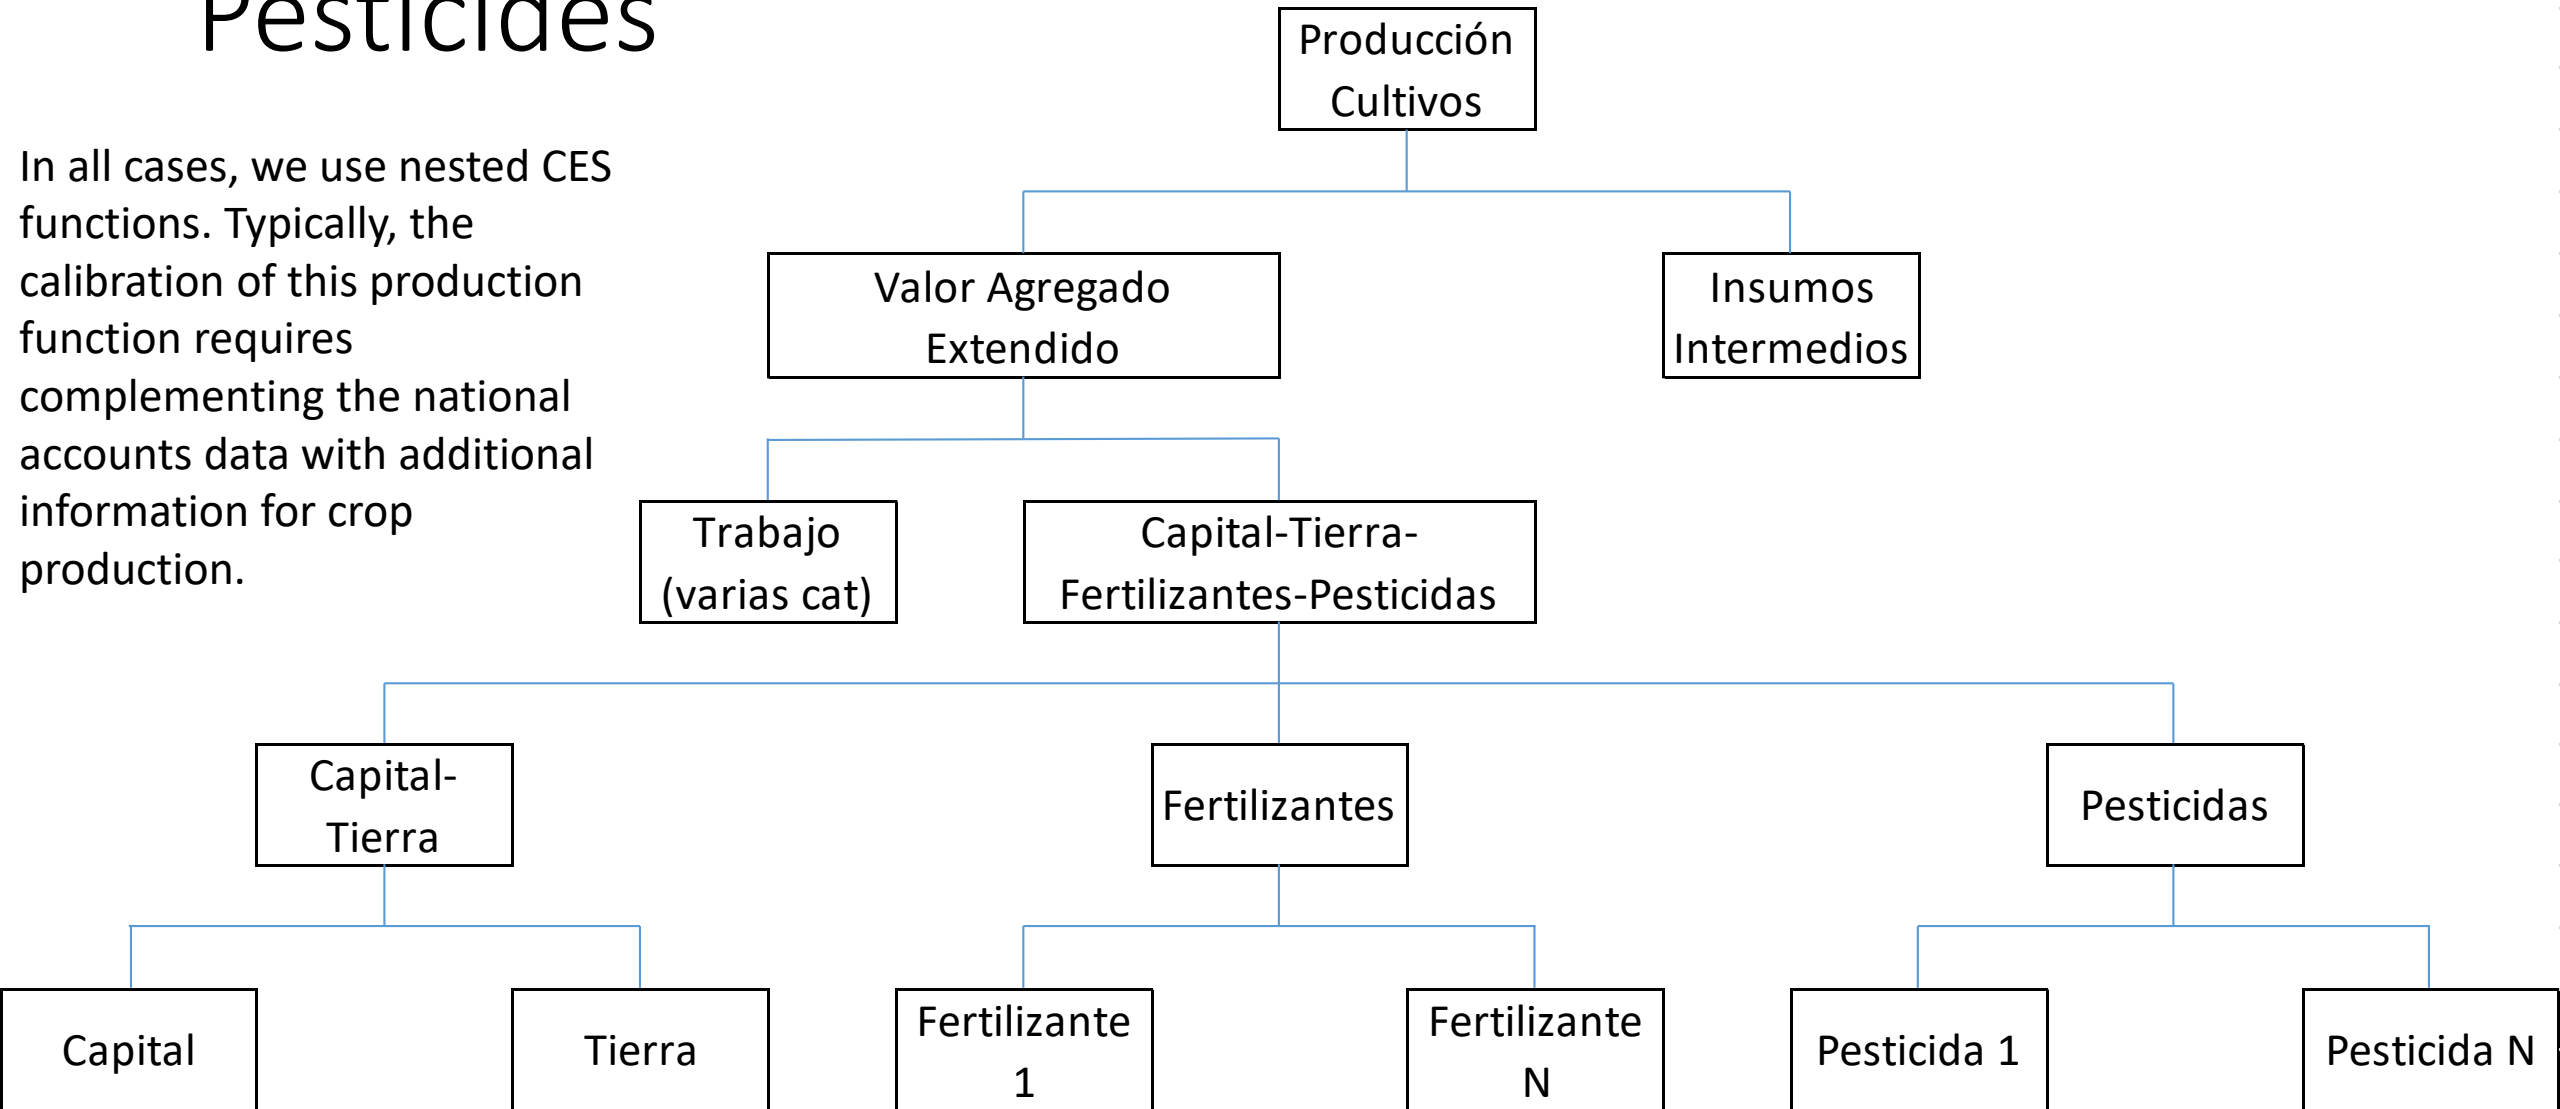 Pesticides
In all cases, we use nested CES
functions. Typically, the
calibration of this production
function requires
complementing the national
accounts data with additional
information for crop
production.
Producción
Cultivos
Valor Agregado
Extendido
Insumos
Intermedios
Trabajo
(varias cat)
Capital-Tierra-
Fertilizantes-Pesticidas
Capital-
Tierra
Fertilizantes
Pesticidas
Capital
Tierra
Fertilizante
1
Fertilizante
N
Pesticida 1
Pesticida N